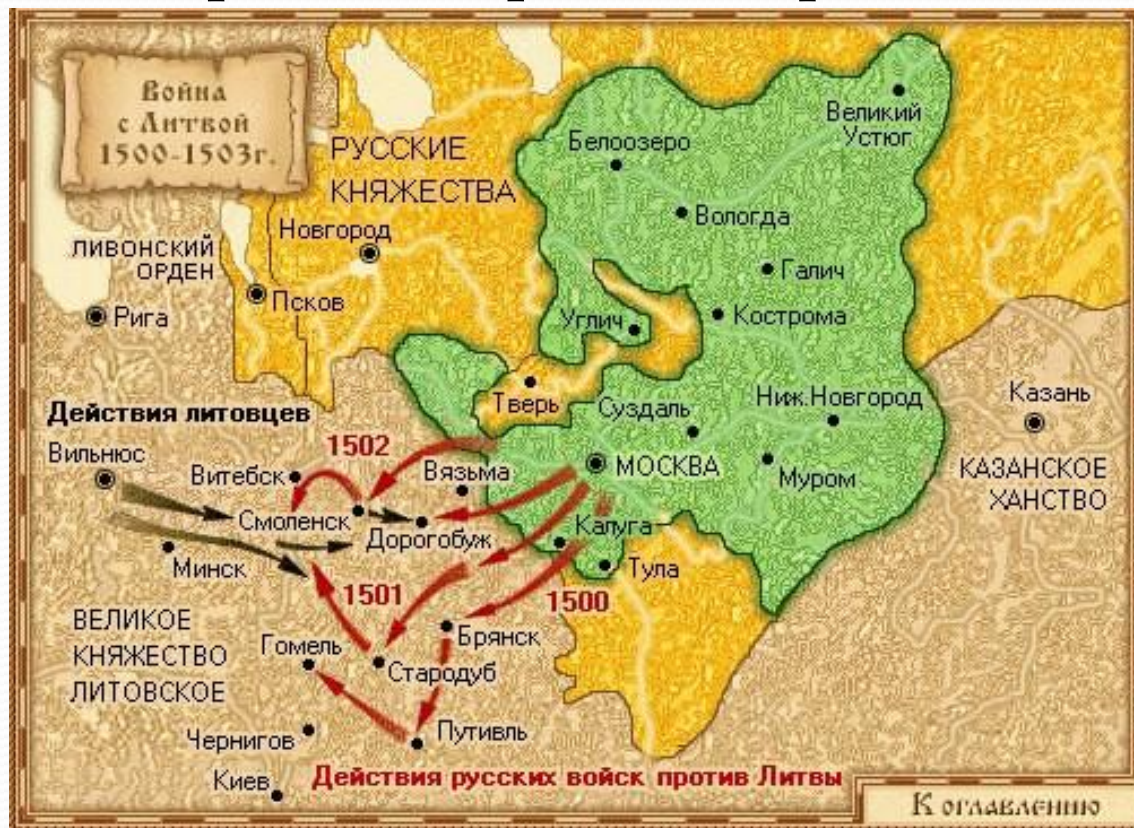 Война
с Литвой
1500-1503г.
РУССКИЕ
КНЯЖЕСТВА
Белоозеро
Великий
Устюг
Вологда
Новгород
ЛИВОНСКИЙ
ОРДЕН
Галич
Псков
Рига
Углич
Кострома
Тверь
Суздаль
Ниж.Новгород
Казань
Действия литовцев
1502
Вильнюс
Витебск
Вязьма
МОСКВА
Муром
КАЗАНСКОЕ
ХАНСТВО
Смоленск
Дорогобуж
Калуга
Минск
Тула
1501
1500
ВЕЛИКОЕ
КНЯЖЕСТВО
ЛИТОВСКОЕ
Гомель
Брянск
Стародуб
Чернигов
Путивль
Киев
Действия русских войск против Литвы
К оглавлению